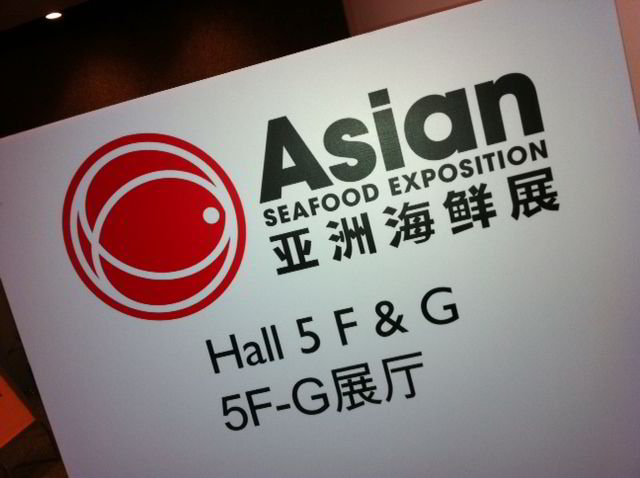 Asian
SEAFOOD EXPOSITION
亚洲海鲜展
Hall 5 F & G
5F-G展厅